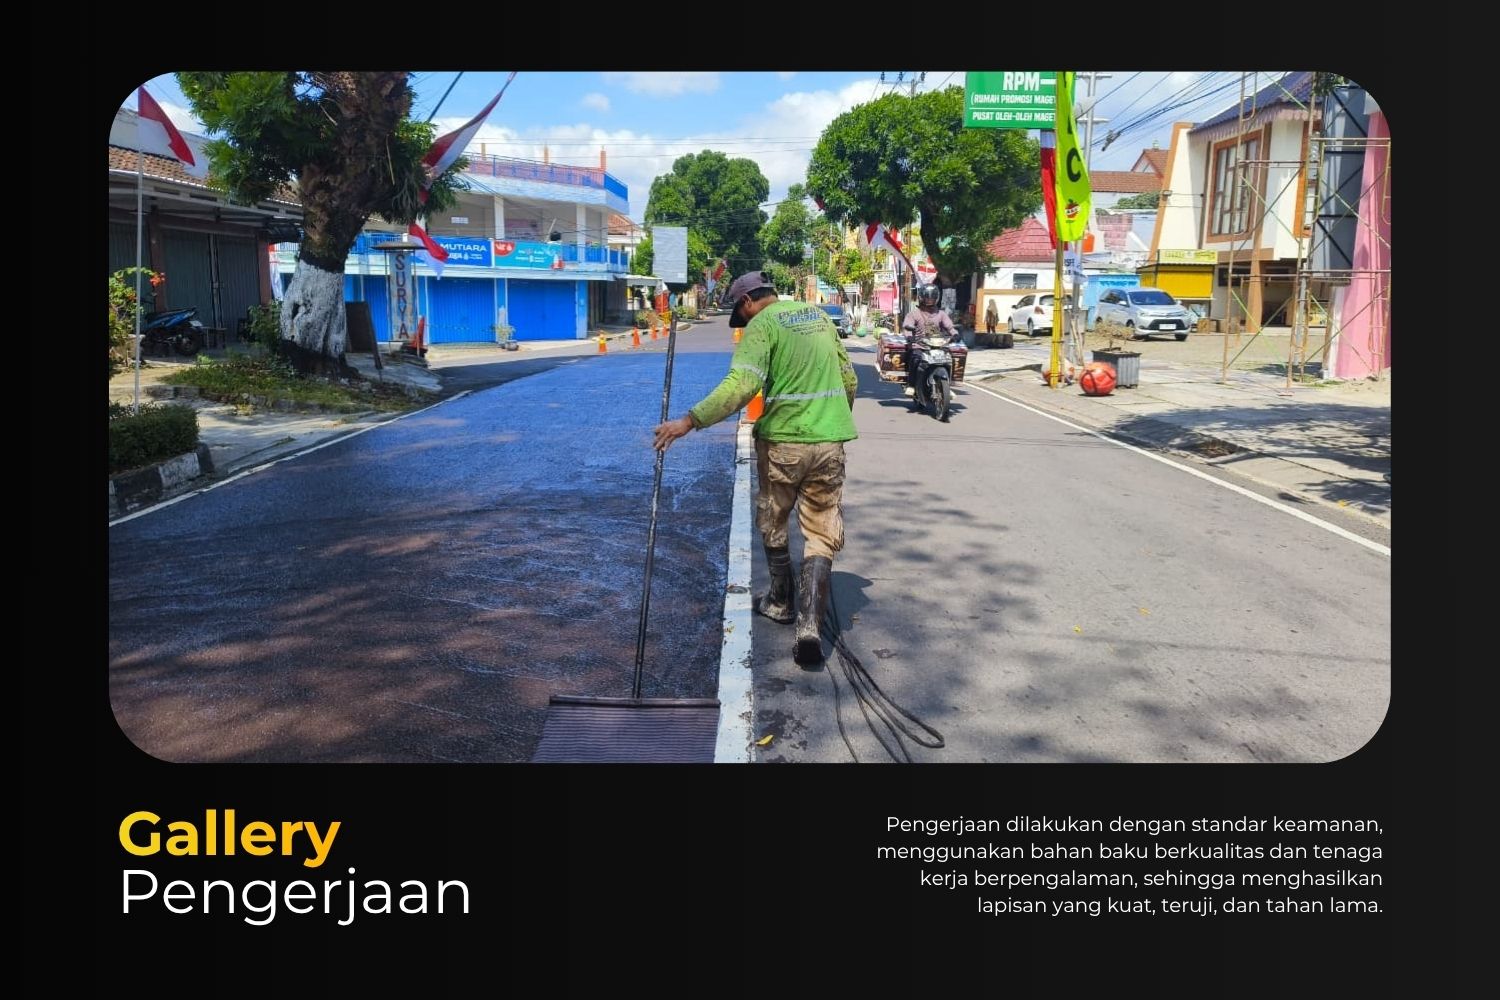 RPM
(RUMAH PROMOSI MAGET
PUSAT OLEH-OLEH MAGET
C
MUTIARA
SURYA
Gallery
Pengerjaan
Pengerjaan dilakukan dengan standar keamanan,
menggunakan bahan baku berkualitas dan tenaga
kerja berpengalaman, sehingga menghasilkan
lapisan yang kuat, teruji, dan tahan lama.